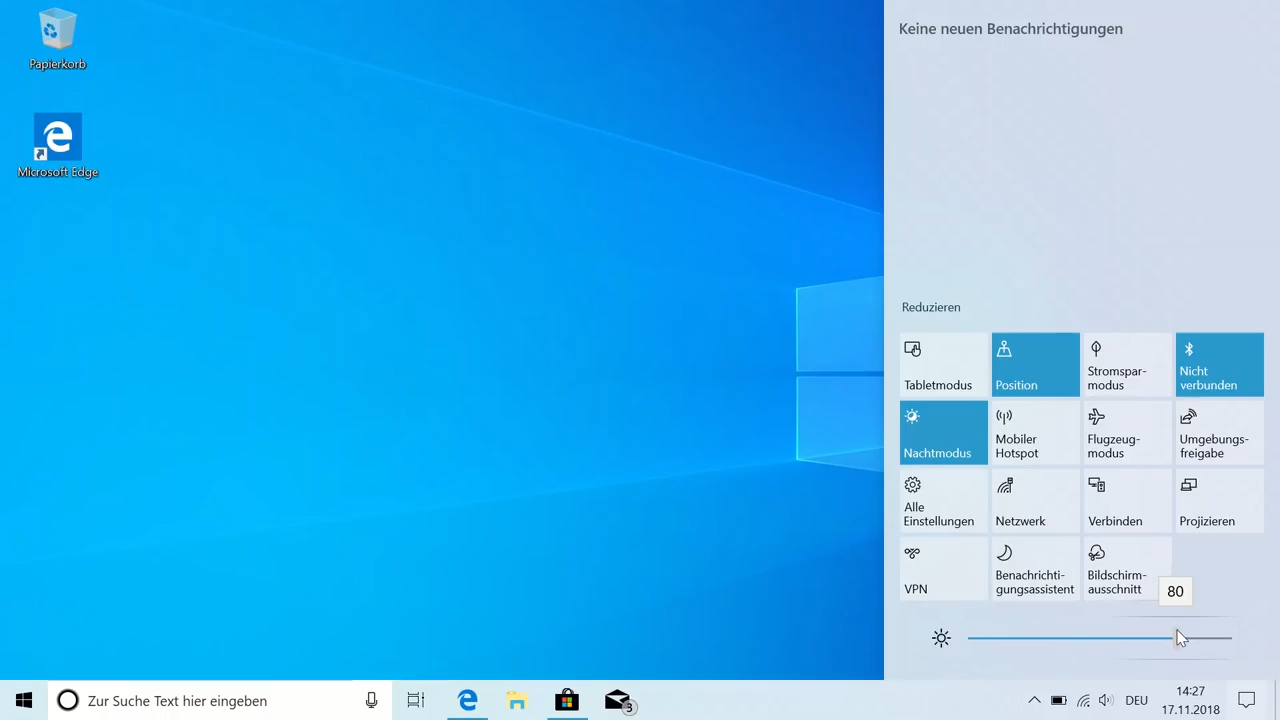 Papierkorb
Microsoft Edge
Keine neuen Benachrichtigungen
Reduzieren
Tabletmodus
Position
Stromspar-
modus
Nicht
verbunden
Nachtmodus
Mobiler
Hotspot
Flugzeug-
modus
Umgebungs-
freigabe
Alle
Einstellungen
Netzwerk
Verbinden
Projizieren
VPN
Benachrichti-
gungsassistent
Bildschirm-
ausschnitt
80
Zur Suche Text hier eingeben
3
DEU
14:27
17.11.2018